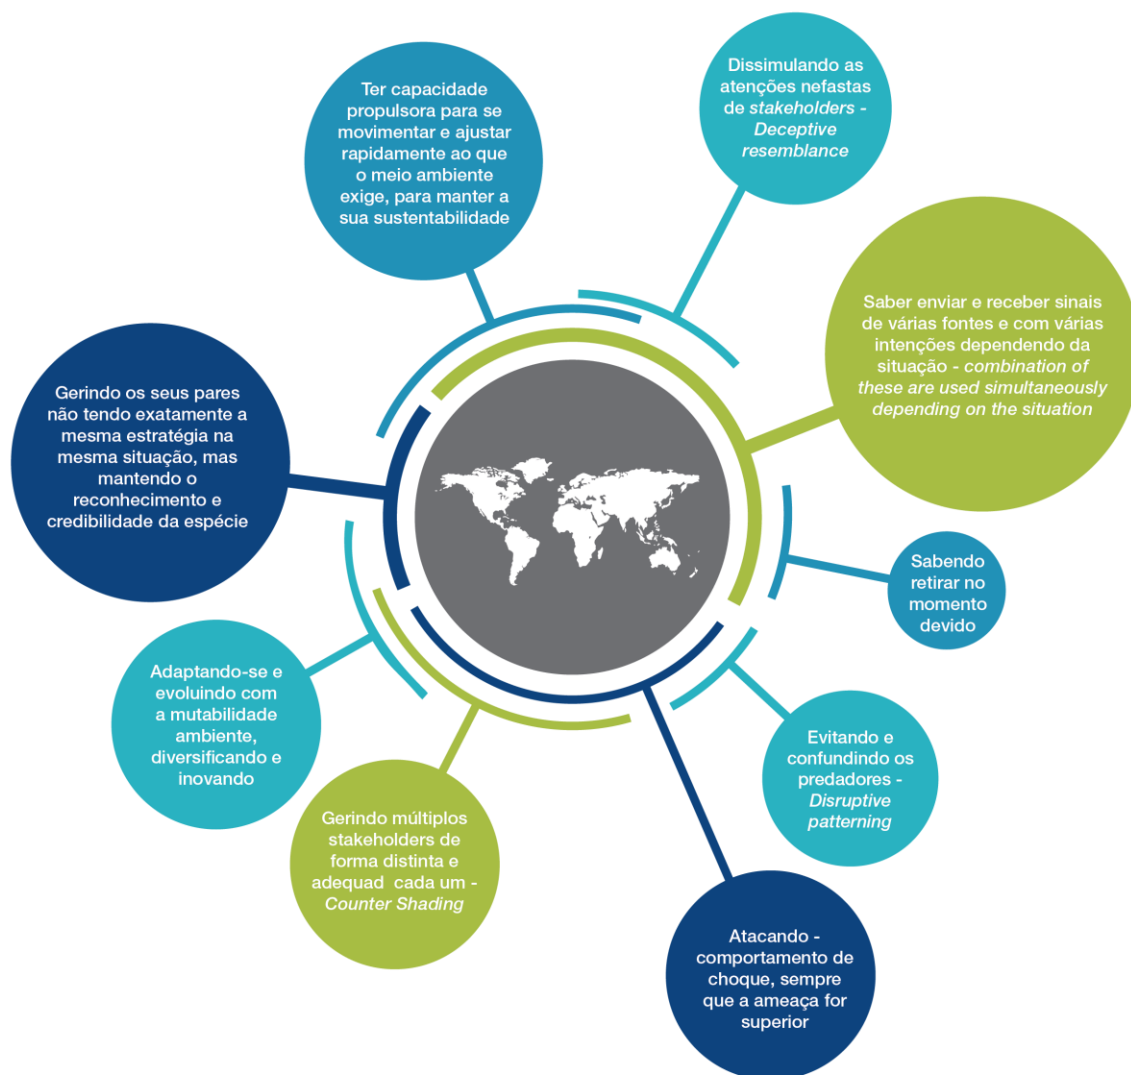 Ter capacidade
propulsora para se
movimentar e ajustar
rapidamente ao que
o meio ambiente
exige, para manter a
sua sustentabilidade
Dissimulando as
atenções nefastas
de stakeholders -
Deceptive
resemblance
Saber enviar e receber sinais
de várias fontes e com várias
intenções dependendo da
situação - combination of
these are used simultaneously
depending on the situation
Gerindo os seus pares
não tendo exatamente a
mesma estratégia na
mesma situação, mas
mantendo o
reconhecimento e
credibilidade da espécie
Sabendo
retirar no
momento
devido
Adaptando-se e
evoluindo com
a mutabilidade
ambiente,
diversificando e
inovando
Evitando e
confundindo os
predadores -
Disruptive
patterning
Gerindo múltiplos
stakeholders de
forma distinta e
adequad cada um -
Counter Shading
Atacando -
comportamento de
choque, sempre
que a ameaça for
superior